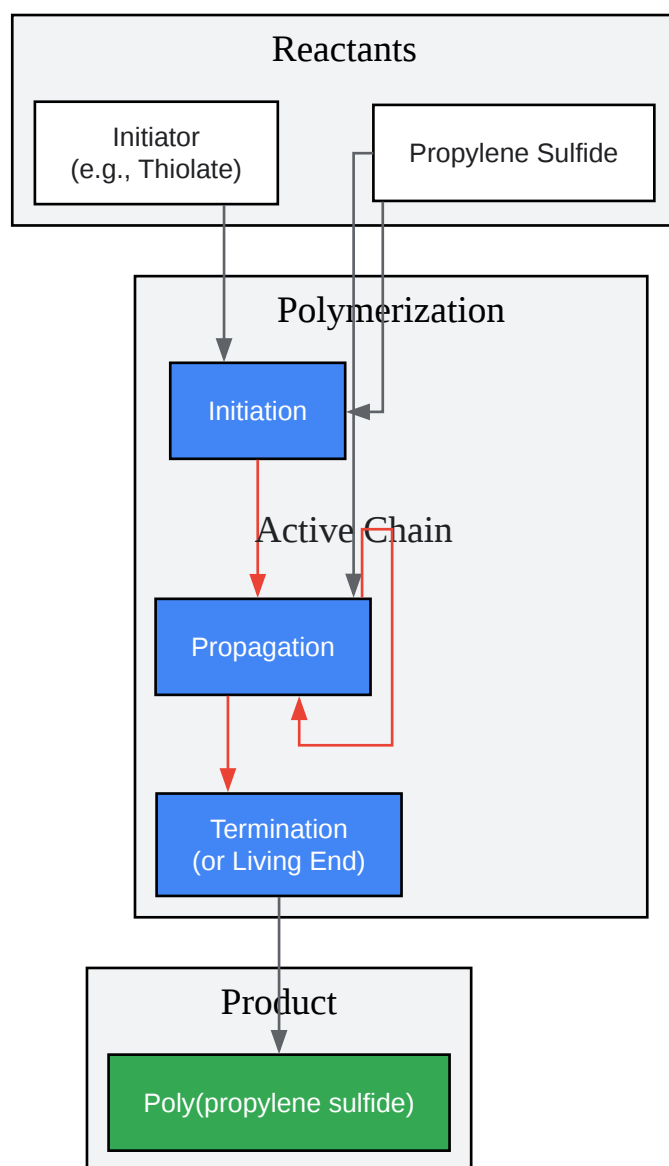 Reactants
Initiator
(e.g., Thiolate)
Propylene Sulfide
Polymerization
Initiation
Active Chain
Propagation
Termination
(or Living End)
Product
Poly(propylene sulfide)